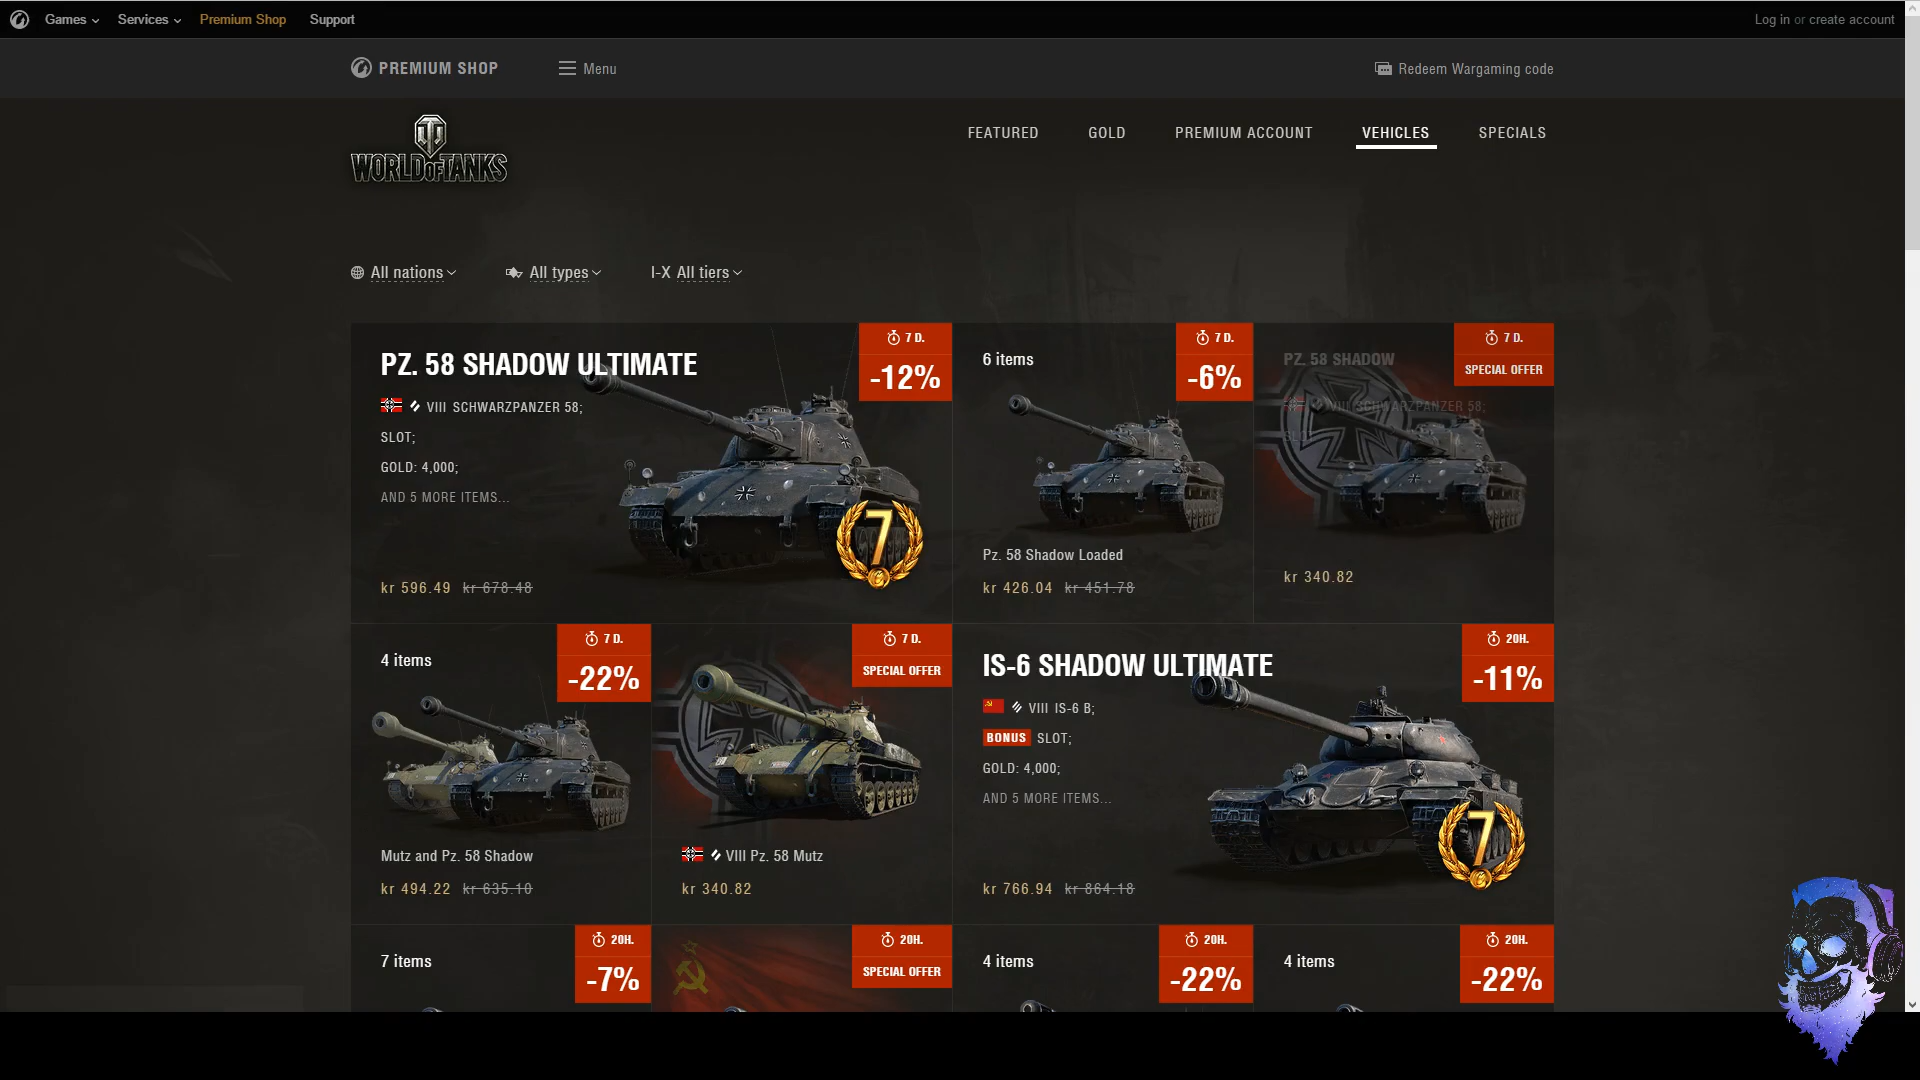 Games Services Premium Shop Support Log in or create account
PREMIUM SHOP Menu Redeem Wargaming code
WORLD OF TANKS
FEATURED GOLD PREMIUM ACCOUNT VEHICLES SPECIALS
All nations All types I-X All tiers
PZ. 58 SHADOW ULTIMATE
7 D.
-12%
VIII SCHWARZPANZER 58;
SLOT;
GOLD: 4,000;
AND 5 MORE ITEMS...
7
kr 596.49 kr 678.48
6 items
7 D.
-6%
Pz. 58 Shadow Loaded
kr 426.04 kr 451.78
PZ. 58 SHADOW
7 D.
SPECIAL OFFER
VIII SCHWARZPANZER 58;
SLOT;
kr 340.82
4 items
7 D.
-22%
Mutz and Pz. 58 Shadow
kr 494.22 kr 635.10
7 D.
SPECIAL OFFER
VIII Pz. 58 Mutz
kr 340.82
IS-6 SHADOW ULTIMATE
20H.
-11%
VIII IS-6 B;
BONUS SLOT;
GOLD: 4,000;
AND 5 MORE ITEMS...
7
kr 766.94 kr 864.18
7 items
20H.
-7%
20H.
SPECIAL OFFER
4 items
20H.
-22%
4 items
20H.
-22%